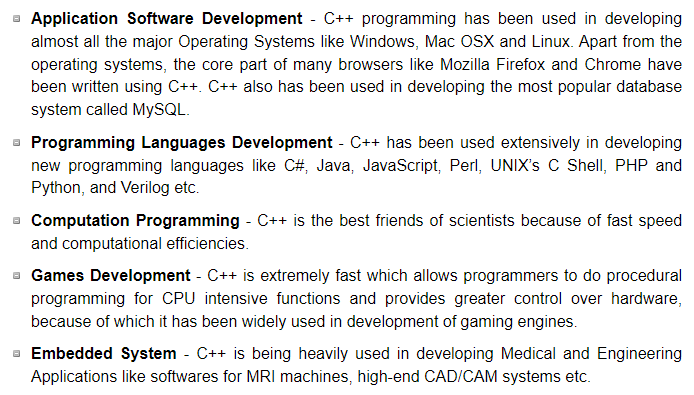 Application Software Development - C++ programming has been used in developing
almost all the major Operating Systems like Windows, Mac OSX and Linux. Apart from the
operating systems, the core part of many browsers like Mozilla Firefox and Chrome have
been written using C++. C++ also has been used in developing the most popular database
system called MySQL.
Programming Languages Development - C++ has been used extensively in developing
new programming languages like C#, Java, JavaScript, Perl, UNIX's C Shell, PHP and
Python, and Verilog etc.
Computation Programming - C++ is the best friends of scientists because of fast speed
and computational efficiencies.
Games Development - C++ is extremely fast which allows programmers to do procedural
programming for CPU intensive functions and provides greater control over hardware,
because of which it has been widely used in development of gaming engines.
Embedded System - C++ is being heavily used in developing Medical and Engineering
Applications like softwares for MRI machines, high-end CAD/CAM systems etc.